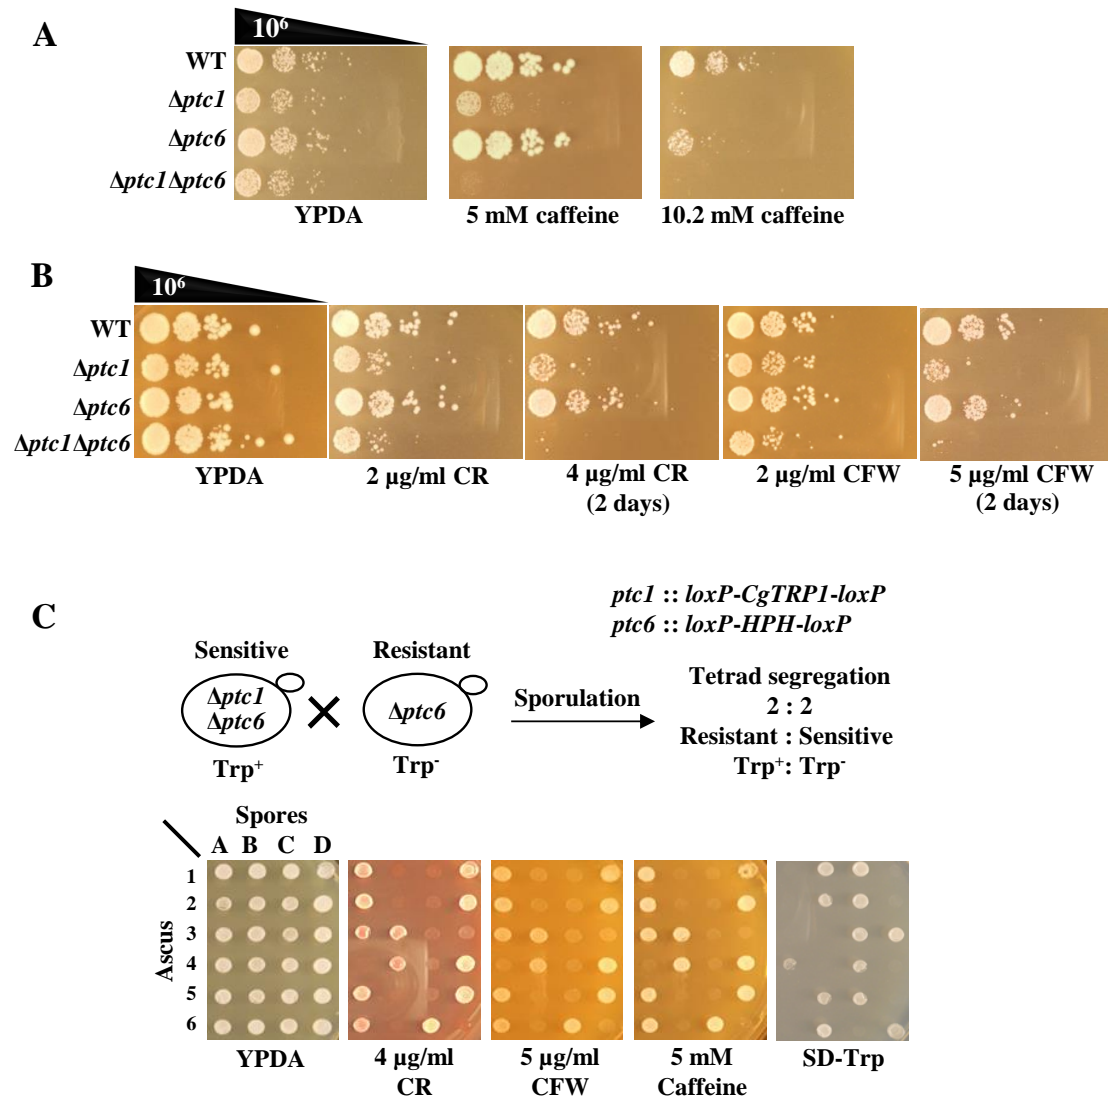 A
10⁶
WT
Δptc1
Δptc6
Δptc1Δptc6
YPDA
5 mM caffeine
10.2 mM caffeine
B
10⁶
WT
Δptc1
Δptc6
Δptc1Δptc6
YPDA
2 µg/ml CR
4 µg/ml CR
(2 days)
2 µg/ml CFW
5 µg/ml CFW
(2 days)
C
ptc1 :: loxP-CgTRP1-loxP
ptc6 :: loxP-HPH-loxP
Sensitive
Δptc1
Δptc6
Trp⁺
Resistant
Δptc6
Trp⁻
Sporulation
Tetrad segregation
2 : 2
Resistant : Sensitive
Trp⁺: Trp⁻
Spores
A B C D
Ascus
1
2
3
4
5
6
YPDA
4 µg/ml
CR
5 µg/ml
CFW
5 mM
Caffeine
SD-Trp